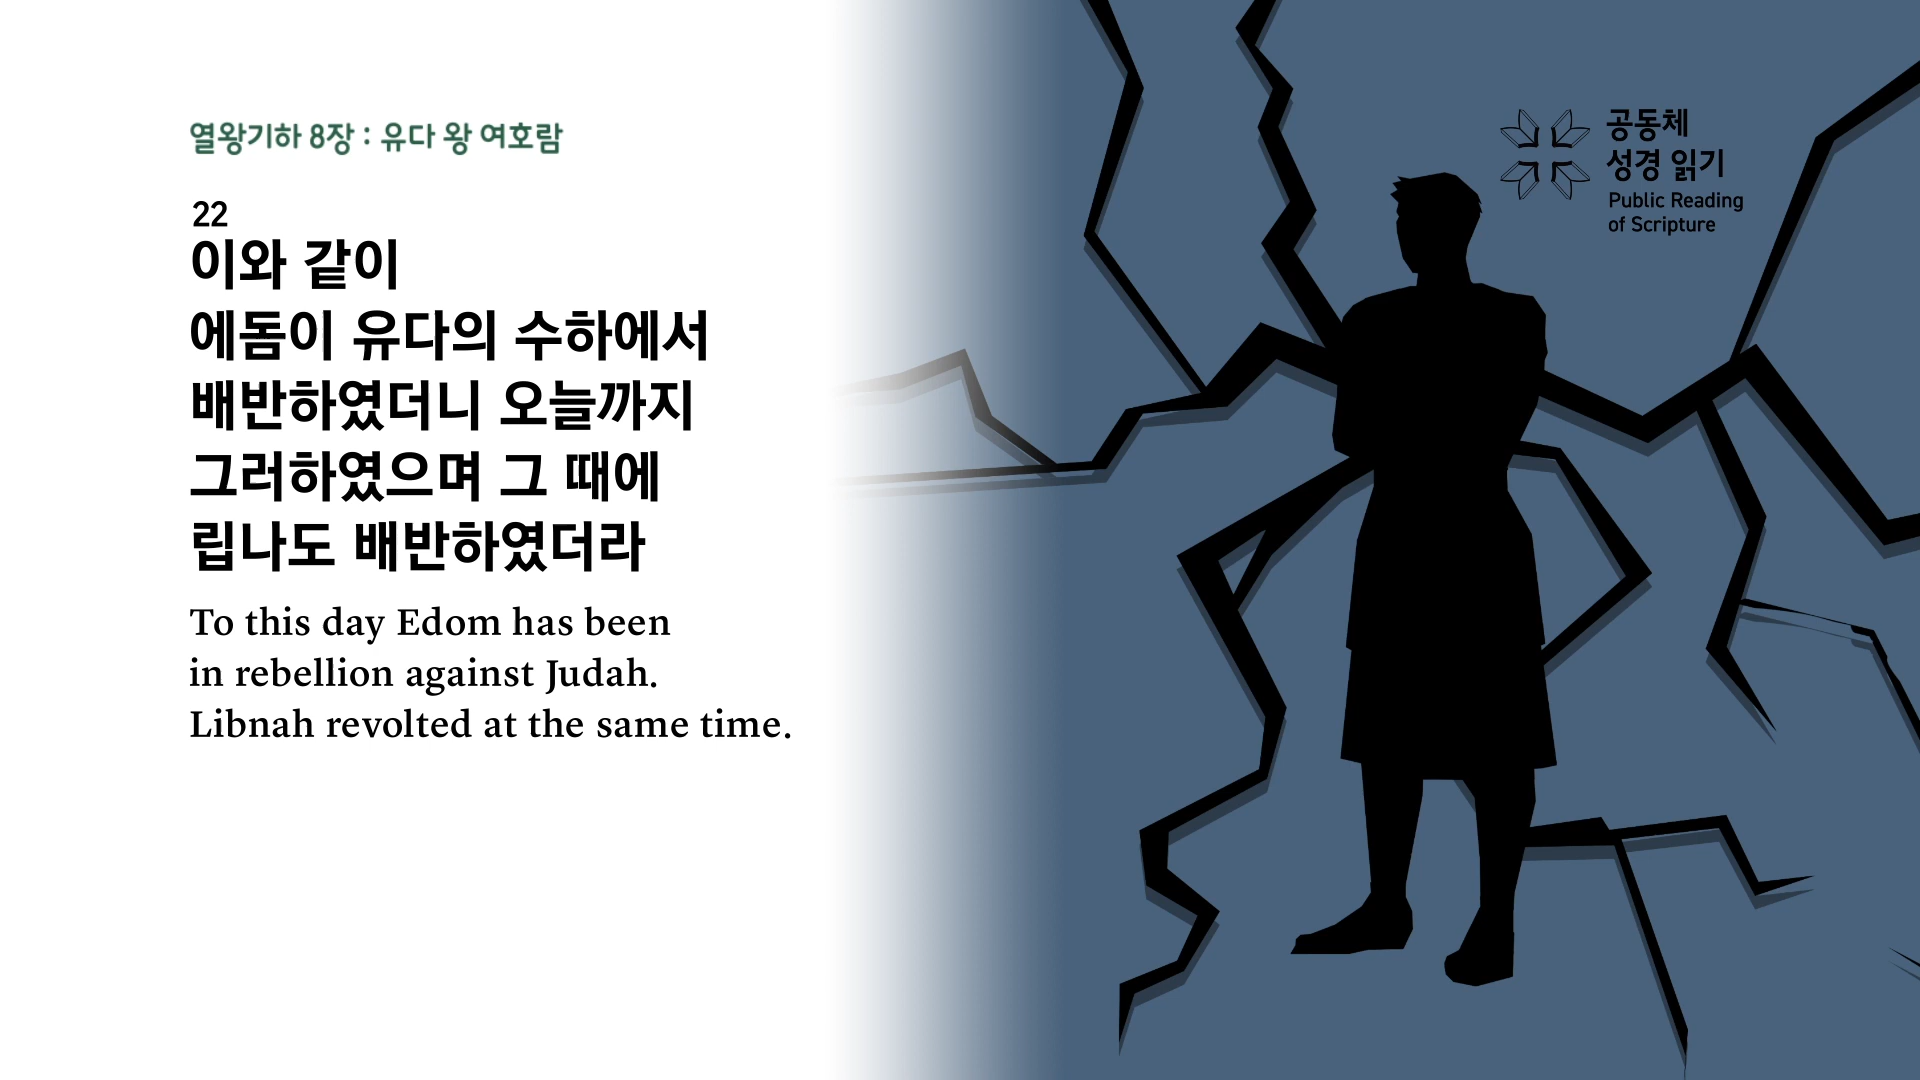 열왕기하 8장 : 유다 왕 여호람
22
이와 같이
에돔이 유다의 수하에서
배반하였더니 오늘까지
그러하였으며 그 때에
립나도 배반하였더라
To this day Edom has been
in rebellion against Judah.
Libnah revolted at the same time.
공동체
성경 읽기
Public Reading
of Scripture